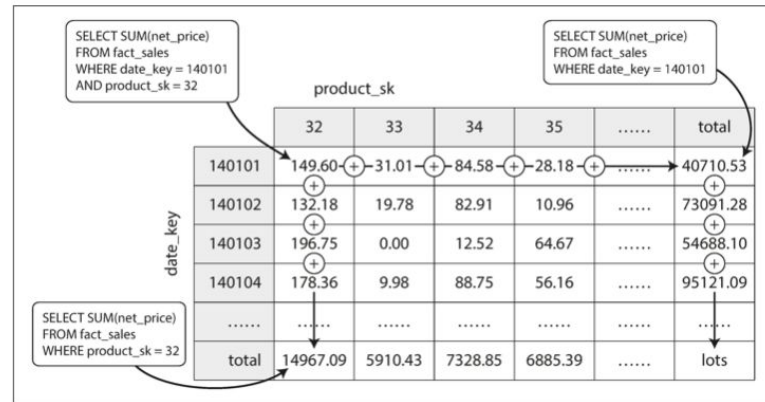 SELECT SUM(net_price)
FROM fact_sales
WHERE date_key = 140101
AND product_sk = 32
SELECT SUM(net_price)
FROM fact_sales
WHERE date_key = 140101
product_sk
32 33 34 35 ...... total
140101 149.60 + 31.01 + 84.58 + 28.18 + ...... 40710.53
+ +
140102 132.18 19.78 82.91 10.96 ...... 73091.28
+ +
date_key
140103 196.75 0.00 12.52 64.67 ...... 54688.10
+ +
140104 178.36 9.98 88.75 56.16 ...... 95121.09
...... ...... ...... ...... ...... ...... ......
SELECT SUM(net_price)
FROM fact_sales
WHERE product_sk = 32
total 14967.09 5910.43 7328.85 6885.39 ...... lots